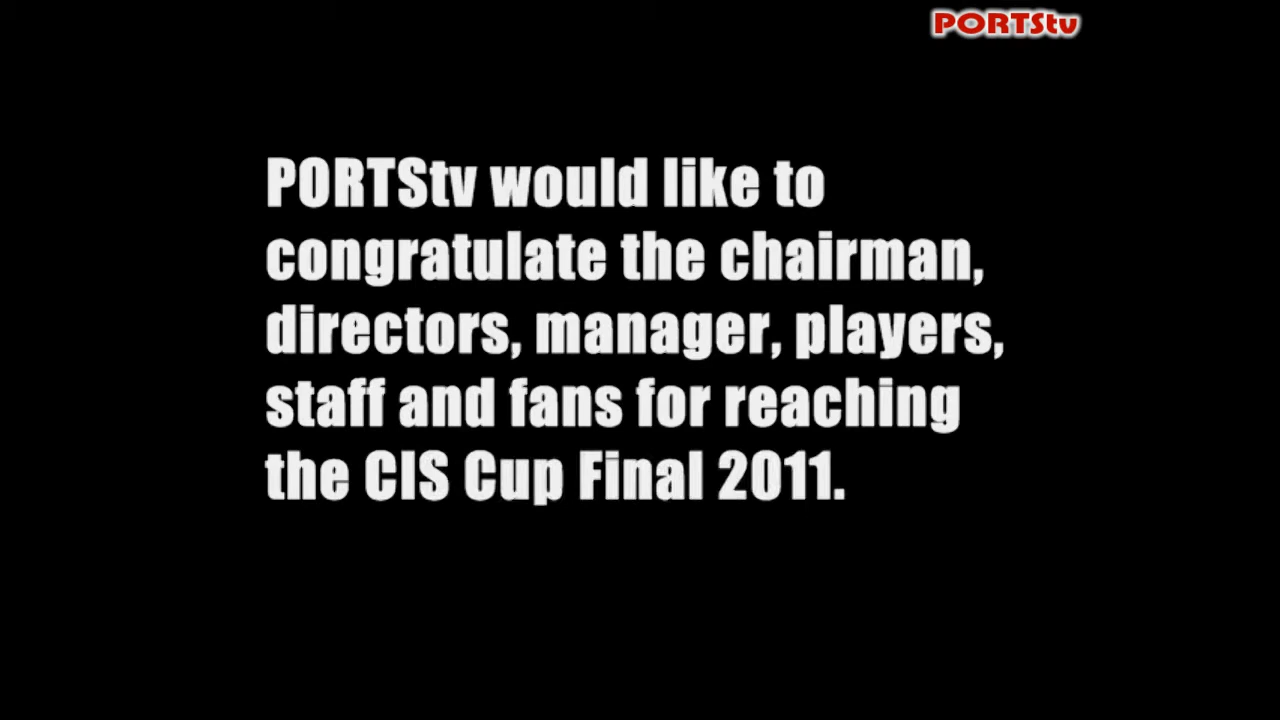 PORTStv
PORTStv would like to
congratulate the chairman,
directors, manager, players,
staff and fans for reaching
the CIS Cup Final 2011.